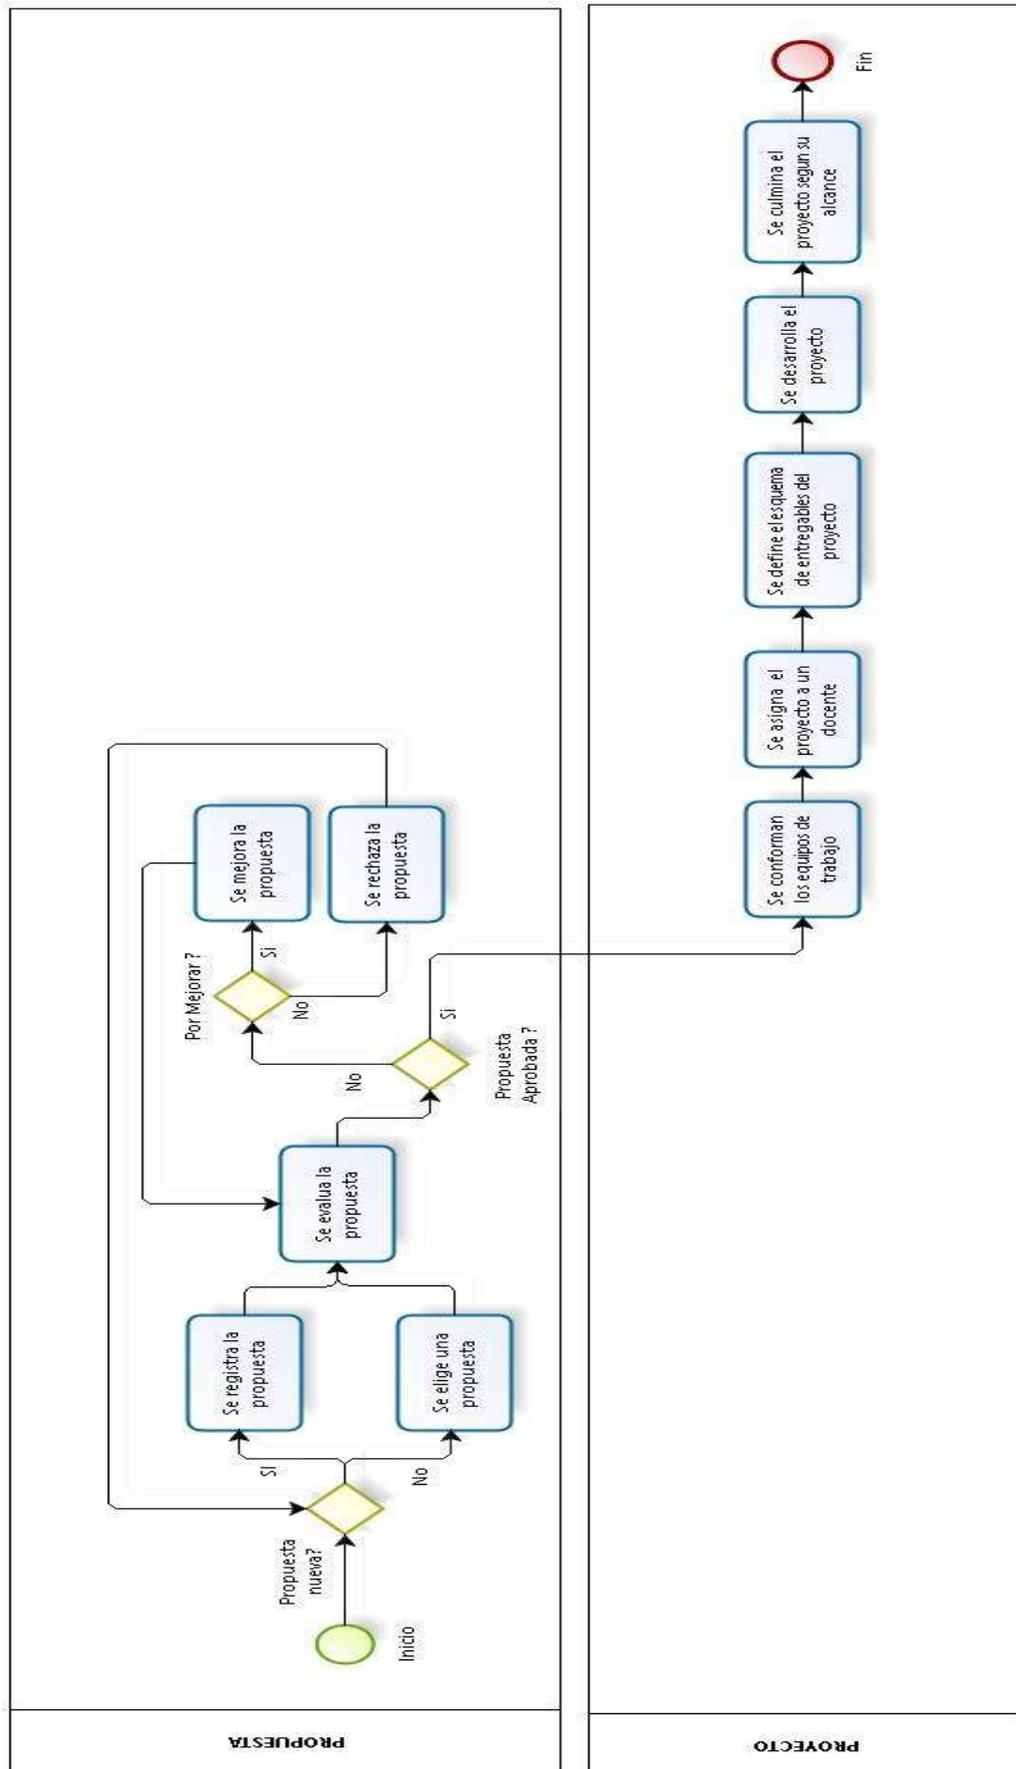 PROPUESTA
Inicio
Propuesta
nueva?
SI
No
Se registra la
propuesta
Se elige una
propuesta
Se evalua la
propuesta
Propuesta
Aprobada ?
No
Si
Por Mejorar ?
Si
No
Se mejora la
propuesta
Se rechaza la
propuesta
PROYECTO
Se conforman
los equipos de
trabajo
Se asigna el
proyecto a un
docente
Se define el esquema
de entregables del
proyecto
Se desarrolla el
proyecto
Se culmina el
proyecto segun su
alcance
Fin